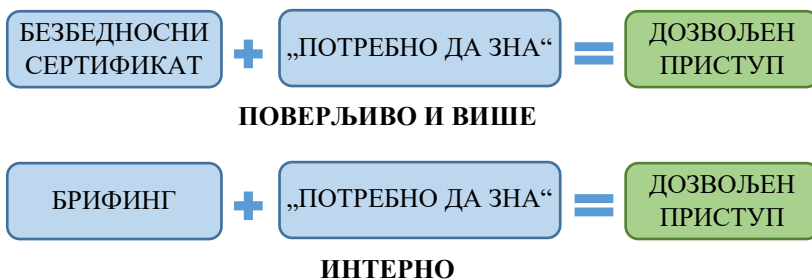 БЕЗБЕДНОСНИ
СЕРТИФИКАТ
„ПОТРЕБНО ДА ЗНА“
ДОЗВОЉЕН
ПРИСТУП
ПОВЕРЉИВО И ВИШЕ
БРИФИНГ
„ПОТРЕБНО ДА ЗНА“
ДОЗВОЉЕН
ПРИСТУП
ИНТЕРНО